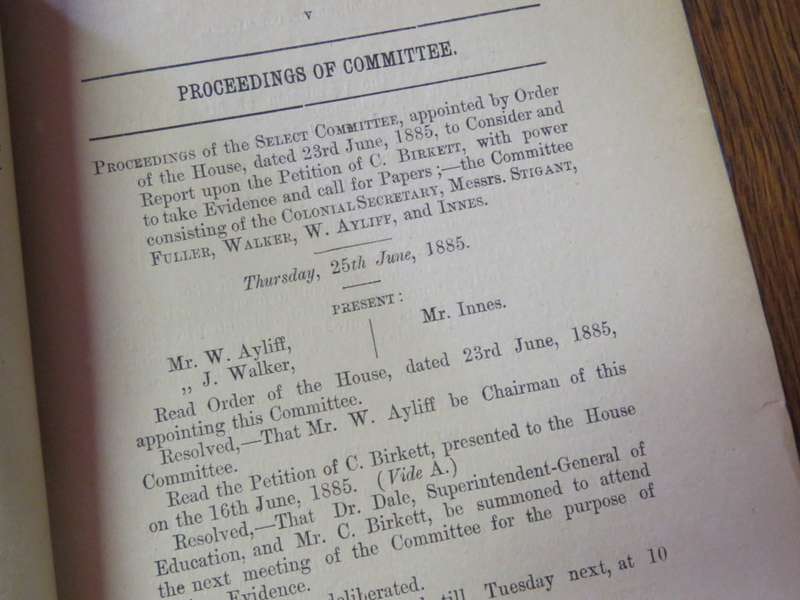 v
PROCEEDINGS OF COMMITTEE.
PROCEEDINGS of the SELECT COMMITTEE, appointed by Order
of the House, dated 23rd June, 1885, to Consider and
Report upon the Petition of C. BIRKETT, with power
to take Evidence and call for Papers;—the Committee
consisting of the COLONIAL SECRETARY, Messrs. STIGANT,
FULLER, WALKER, W. AYLIFF, and INNES.
Thursday, 25th June, 1885.
PRESENT:
Mr. W. Ayliff, Mr. Innes.
,, J. Walker,
Read Order of the House, dated 23rd June, 1885,
appointing this Committee.
Resolved,—That Mr. W. Ayliff be Chairman of this
Committee.
Read the Petition of C. Birkett, presented to the House
on the 16th June, 1885. (Vide A.)
Resolved,—That Dr. Dale, Superintendent-General of
Education, and Mr. C. Birkett, be summoned to attend
the next meeting of the Committee for the purpose of
Evidence.
deliberated.
till Tuesday next, at 10